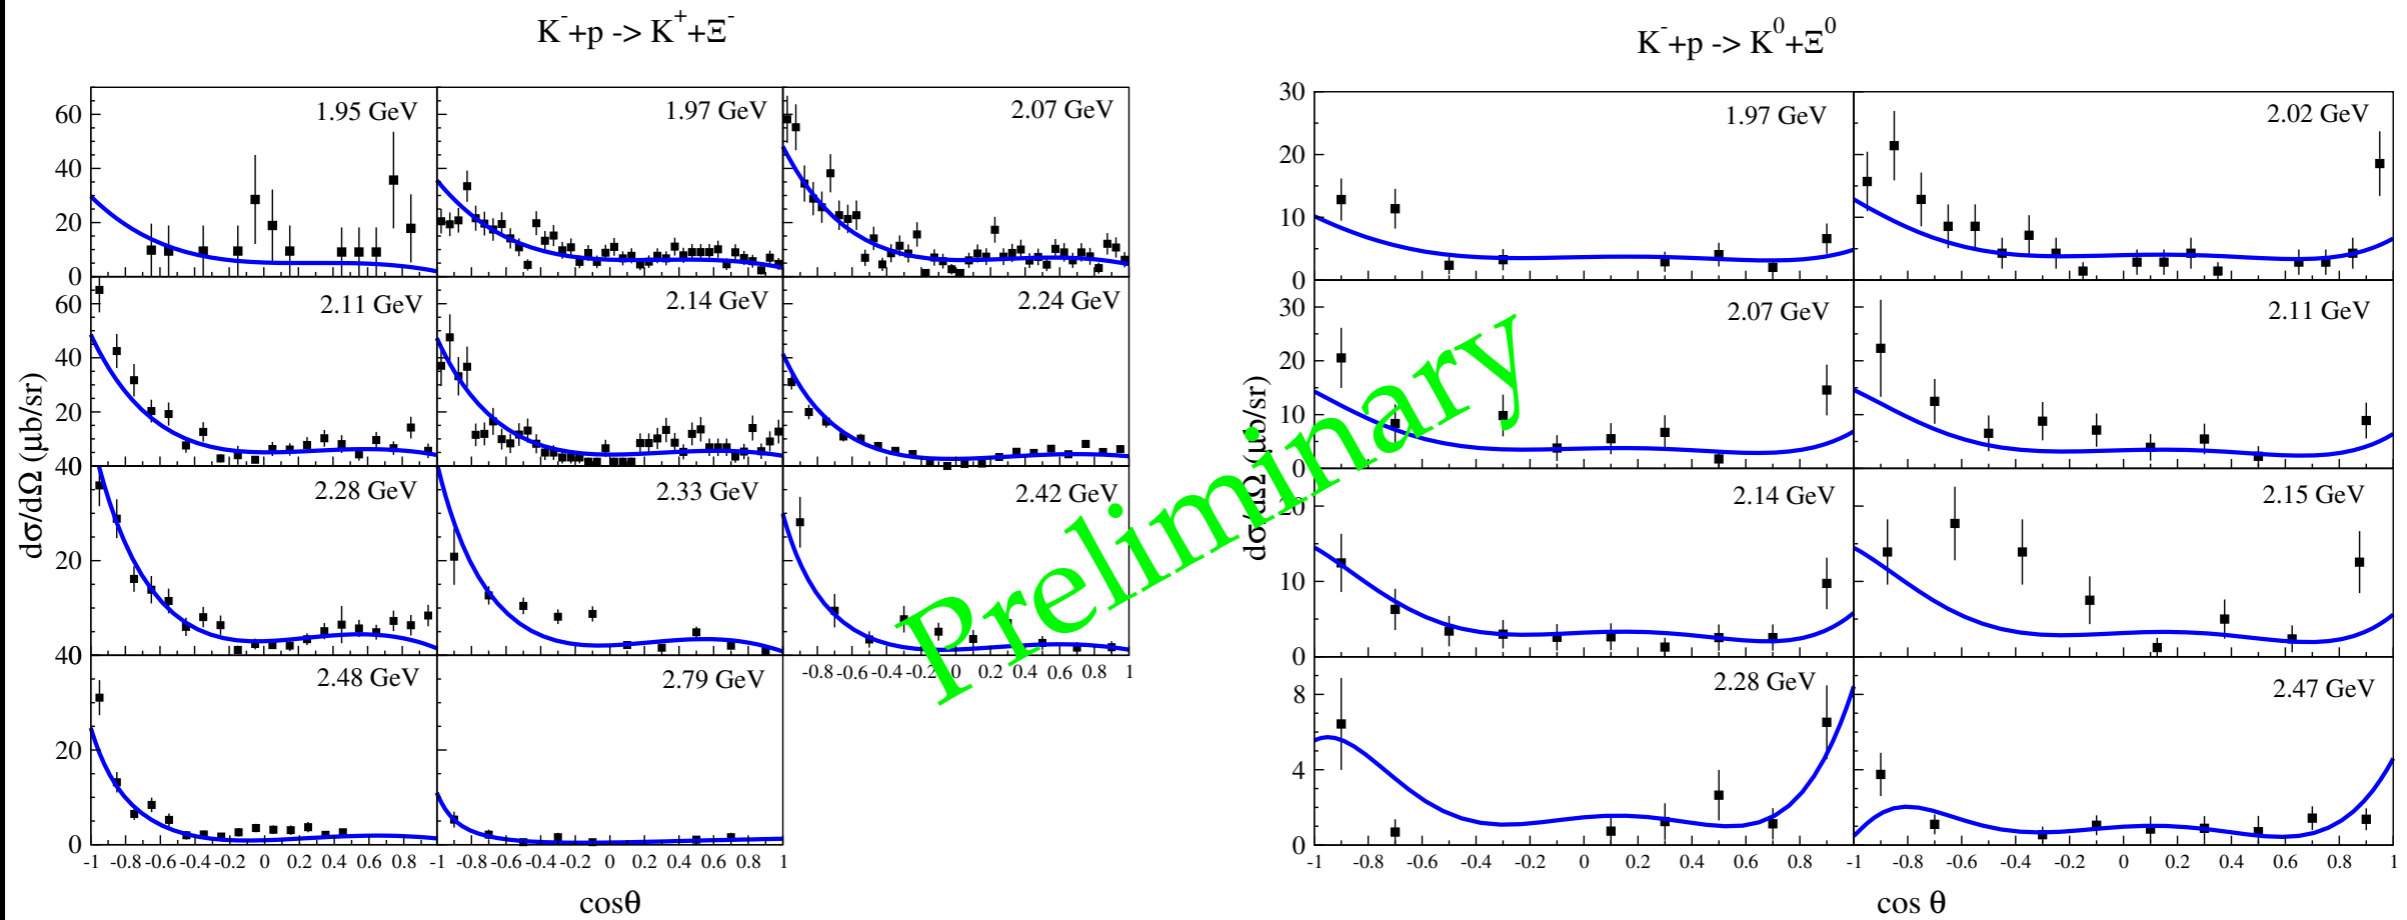 K⁻+p -> K⁺+Ξ⁻
K⁻+p -> K⁰+Ξ⁰
dσ/dΩ (μb/sr)
60
40
20
0
1.95 GeV
1.97 GeV
2.07 GeV
60
40
20
40
2.11 GeV
2.14 GeV
2.24 GeV
20
40
2.28 GeV
2.33 GeV
2.42 GeV
-0.8 -0.6 -0.4 -0.2 0 0.2 0.4 0.6 0.8 1
20
0
2.48 GeV
2.79 GeV
-1 -0.8 -0.6 -0.4 -0.2 0 0.2 0.4 0.6 0.8 -1 -0.8 -0.6 -0.4 -0.2 0 0.2 0.4 0.6 0.8 1
cosθ
dσ/dΩ (μb/sr)
30
20
10
0
1.97 GeV
2.02 GeV
30
20
10
0
2.07 GeV
2.11 GeV
20
10
0
2.14 GeV
2.15 GeV
8
4
0
2.28 GeV
2.47 GeV
-1 -0.8 -0.6 -0.4 -0.2 0 0.2 0.4 0.6 0.8 -1 -0.8 -0.6 -0.4 -0.2 0 0.2 0.4 0.6 0.8 1
cos θ
Preliminary